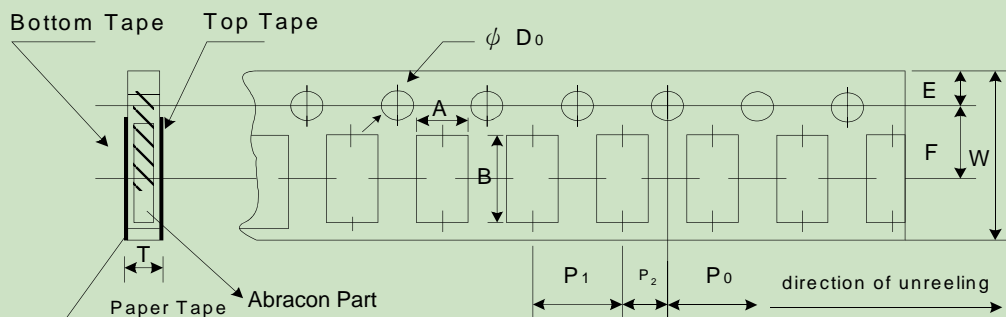 Bottom Tape
Top Tape
ϕ D0
E
A
F
W
B
T
P1
P2
P0
direction of unreeling
Paper Tape
Abracon Part